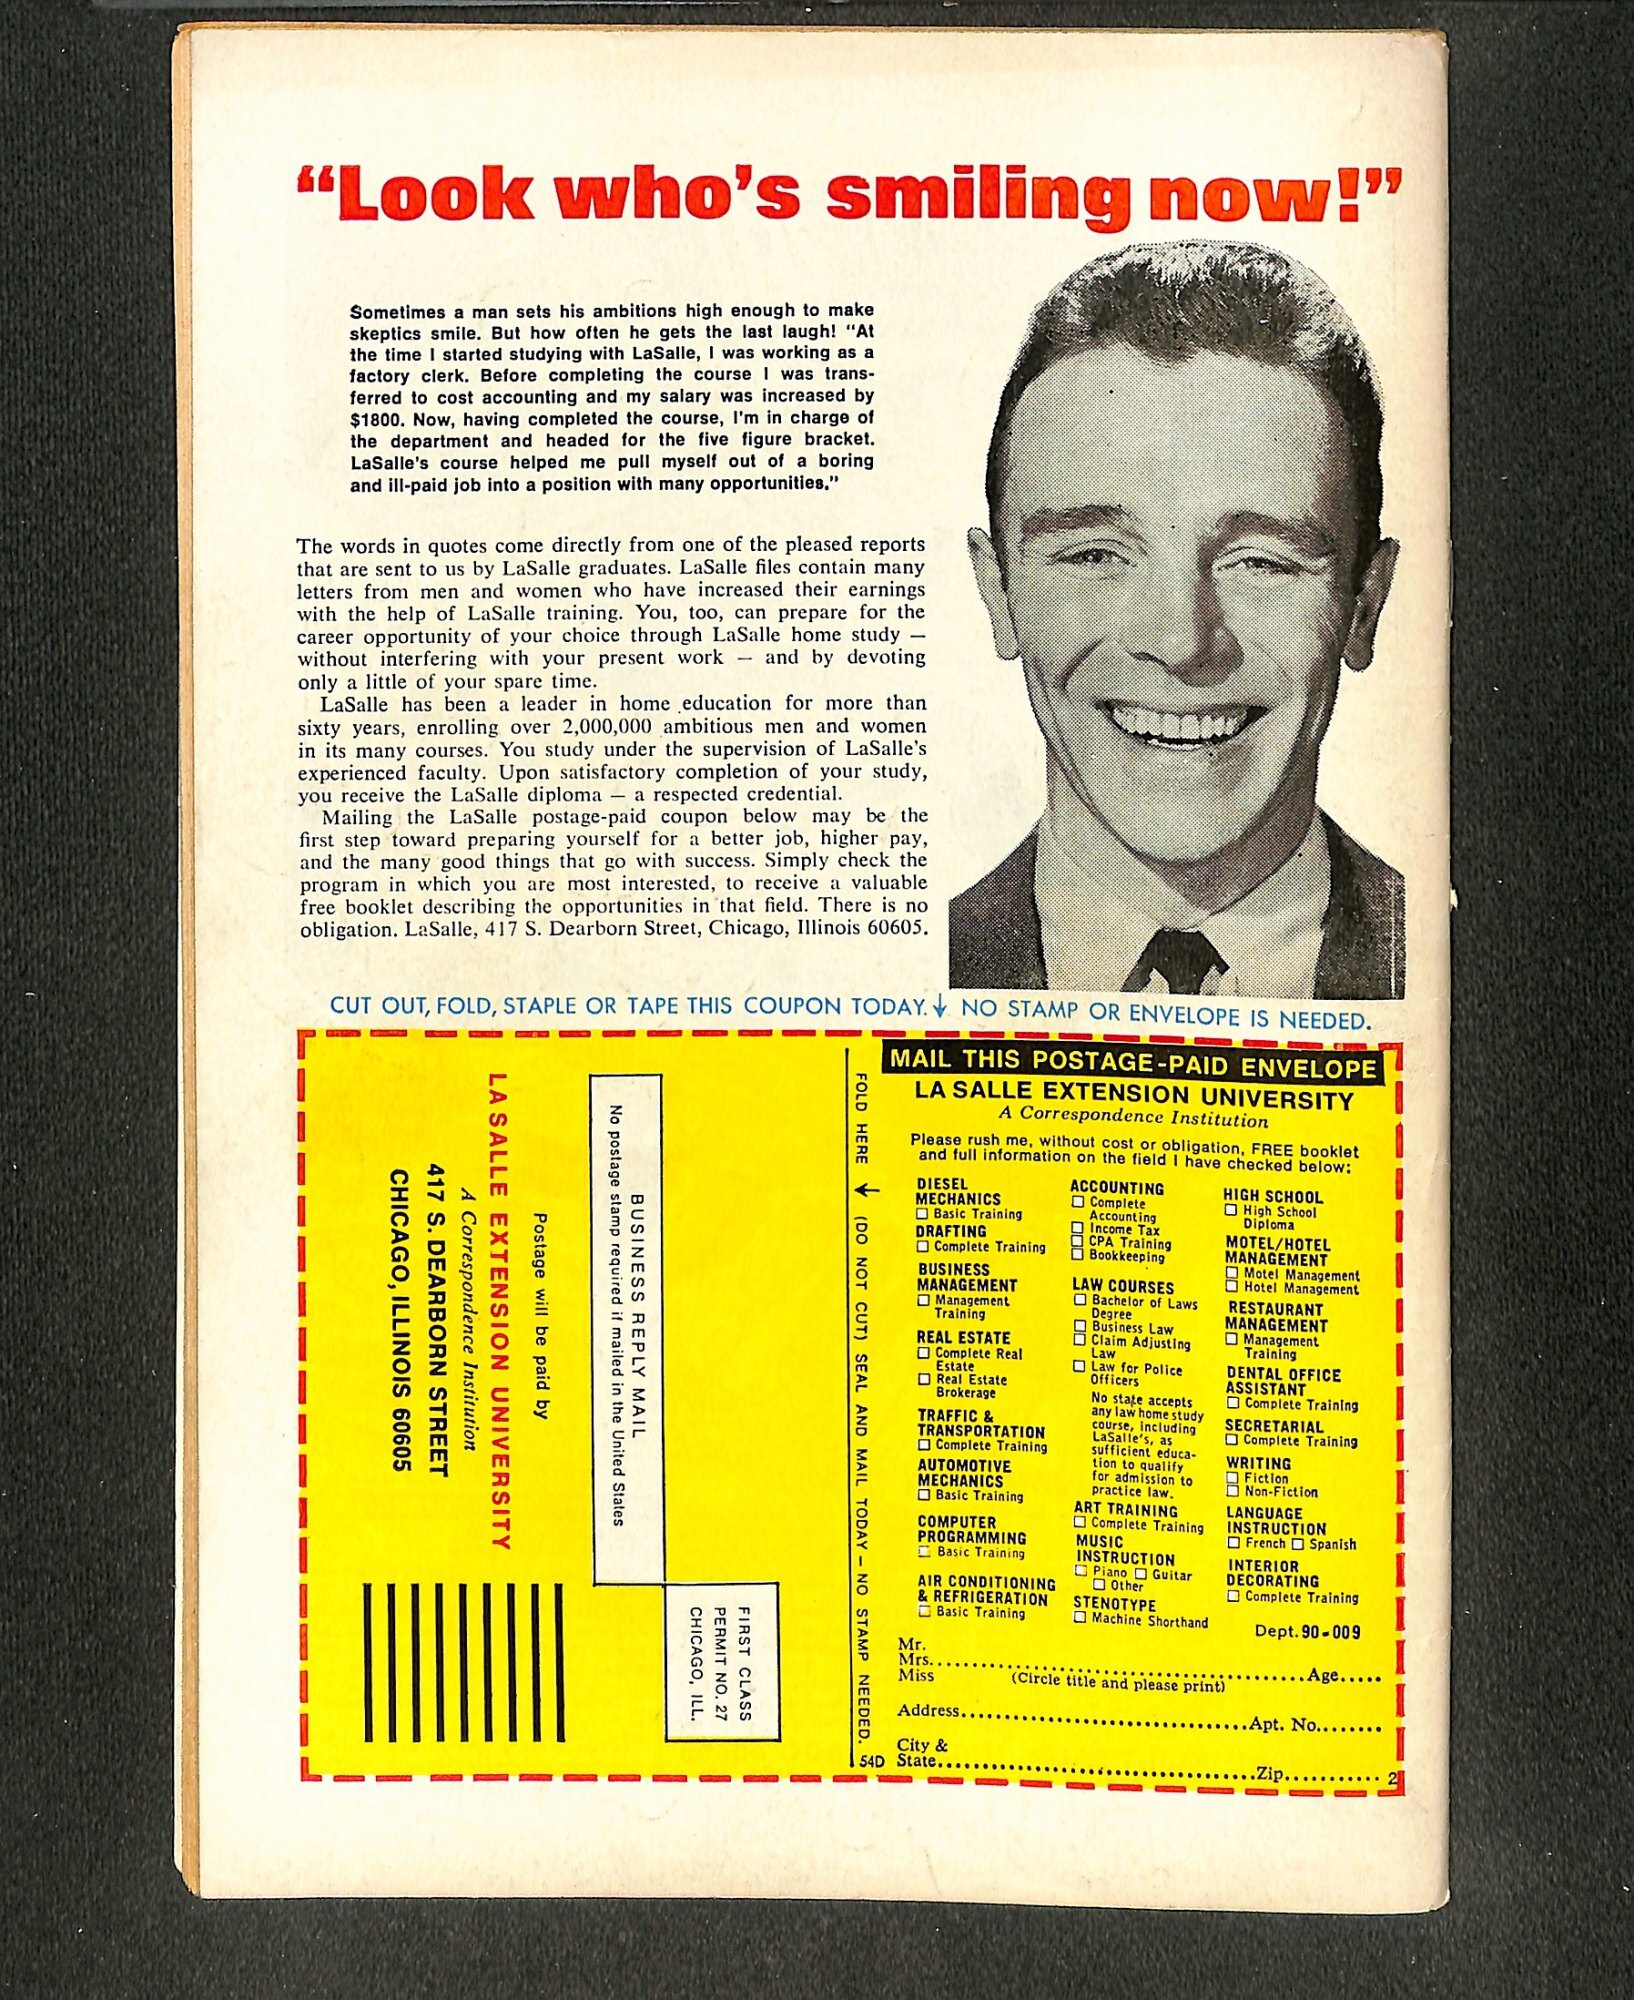 “Look who’s smiling now!”
Sometimes a man sets his ambitions high enough to make
skeptics smile. But how often he gets the last laugh! “At
the time I started studying with LaSalle, I was working as a
factory clerk. Before completing the course I was trans-
ferred to cost accounting and my salary was increased by
$1800. Now, having completed the course, I'm in charge of
the department and headed for the five figure bracket.
LaSalle's course helped me pull myself out of a boring
and ill-paid job into a position with many opportunities.”
The words in quotes come directly from one of the pleased reports
that are sent to us by LaSalle graduates. LaSalle files contain many
letters from men and women who have increased their earnings
with the help of LaSalle training. You, too, can prepare for the
career opportunity of your choice through LaSalle home study —
without interfering with your present work — and by devoting
only a little of your spare time.
LaSalle has been a leader in home education for more than
sixty years, enrolling over 2,000,000 ambitious men and women
in its many courses. You study under the supervision of LaSalle's
experienced faculty. Upon satisfactory completion of your study,
you receive the LaSalle diploma — a respected credential.
Mailing the LaSalle postage-paid coupon below may be the
first step toward preparing yourself for a better job, higher pay,
and the many good things that go with success. Simply check the
program in which you are most interested, to receive a valuable
free booklet describing the opportunities in that field. There is no
obligation. LaSalle, 417 S. Dearborn Street, Chicago, Illinois 60605.
CUT OUT, FOLD, STAPLE OR TAPE THIS COUPON TODAY. ↓ NO STAMP OR ENVELOPE IS NEEDED.
FIRST CLASS
PERMIT NO. 27
CHICAGO, ILL.
BUSINESS REPLY MAIL
No postage stamp required if mailed in the United States
Postage will be paid by
LA SALLE EXTENSION UNIVERSITY
A Correspondence Institution
417 S. DEARBORN STREET
CHICAGO, ILLINOIS 60605
FOLD HERE ↓ (DO NOT CUT) SEAL AND MAIL TODAY – NO STAMP NEEDED.
54D
MAIL THIS POSTAGE-PAID ENVELOPE
LA SALLE EXTENSION UNIVERSITY
A Correspondence Institution
Please rush me, without cost or obligation, FREE booklet
and full information on the field I have checked below:
DIESEL
MECHANICS
☐ Basic Training
DRAFTING
☐ Complete Training
BUSINESS
MANAGEMENT
☐ Management
Training
REAL ESTATE
☐ Complete Real
Estate
☐ Real Estate
Brokerage
TRAFFIC &
TRANSPORTATION
☐ Complete Training
AUTOMOTIVE
MECHANICS
☐ Basic Training
COMPUTER
PROGRAMMING
☐ Basic Training
AIR CONDITIONING
& REFRIGERATION
☐ Basic Training
ACCOUNTING
☐ Complete
Accounting
☐ Income Tax
☐ CPA Training
☐ Bookkeeping
LAW COURSES
☐ Bachelor of Laws
Degree
☐ Business Law
☐ Claim Adjusting
Law
☐ Law for Police
Officers
No state accepts
any law home study
course, including
LaSalle's, as
sufficient educa-
tion to qualify
for admission to
practice law.
ART TRAINING
☐ Complete Training
MUSIC
INSTRUCTION
☐ Piano ☐ Guitar
☐ Other
STENOTYPE
☐ Machine Shorthand
HIGH SCHOOL
☐ High School
Diploma
MOTEL/HOTEL
MANAGEMENT
☐ Motel Management
☐ Hotel Management
RESTAURANT
MANAGEMENT
☐ Management
Training
DENTAL OFFICE
ASSISTANT
☐ Complete Training
SECRETARIAL
☐ Complete Training
WRITING
☐ Fiction
☐ Non-Fiction
LANGUAGE
INSTRUCTION
☐ French ☐ Spanish
INTERIOR
DECORATING
☐ Complete Training
Dept. 90-009
Mr.
Mrs. Age
Miss (Circle title and please print)
Address Apt. No.
City &
State Zip
2